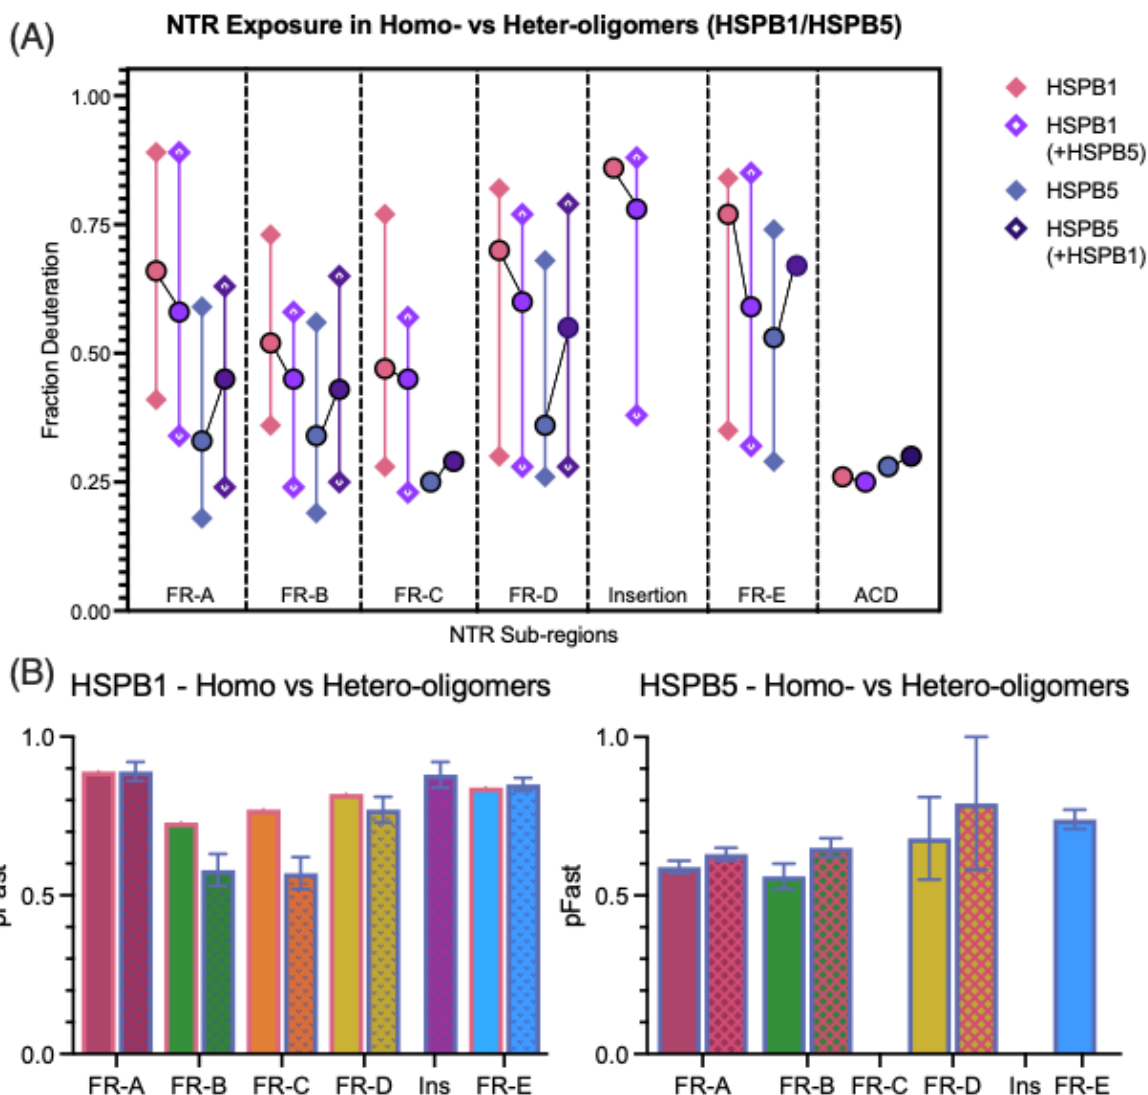 (A)
NTR Exposure in Homo- vs Heter-oligomers (HSPB1/HSPB5)
1.00
0.75
0.50
0.25
0.00
Fraction Deuteration
FR-A FR-B FR-C FR-D Insertion FR-E ACD
NTR Sub-regions
HSPB1
HSPB1
(+HSPB5)
HSPB5
HSPB5
(+HSPB1)
(B)
HSPB1 - Homo vs Hetero-oligomers
1.0
0.5
0.0
pFast
FR-A FR-B FR-C FR-D Ins FR-E
HSPB5 - Homo- vs Hetero-oligomers
1.0
0.5
0.0
pFast
FR-A FR-B FR-C FR-D Ins FR-E